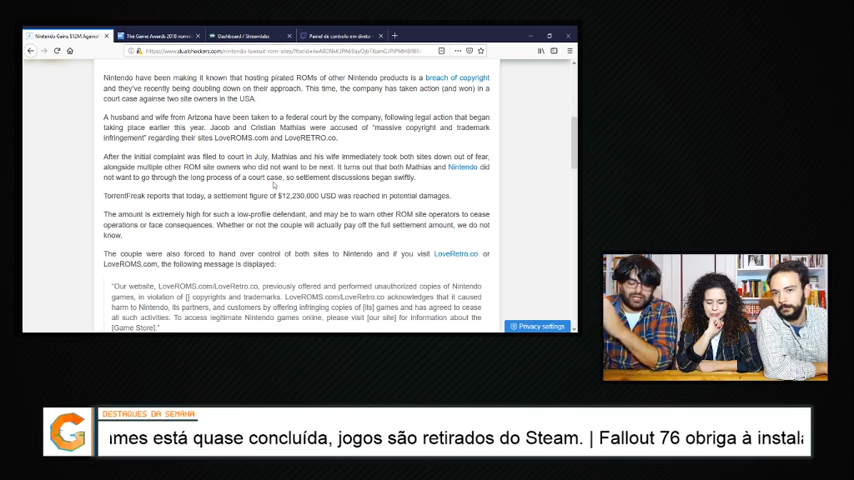 Nintendo Gains $12M Against
The Game Awards 2018 nomi
Dashboard / Streamlabs
Painel de controlo em direto -
https://www.dualshockers.com/nintendo-lawsuit-rom-sites/
Nintendo have been making it known that hosting pirated ROMs of other Nintendo products is a breach of copyright
and they've recently being doubling down on their approach. This time, the company has taken action (and won) in a
court case against two site owners in the USA.
A husband and wife from Arizona have been taken to a federal court by the company, following legal action that began
taking place earlier this year. Jacob and Cristian Mathias were accused of "massive copyright and trademark
infringement" regarding their sites LoveROMS.com and LoveRETRO.co.
After the initial complaint was filed to court in July, Mathias and his wife immediately took both sites down out of fear,
alongside multiple other ROM site owners who did not want to be next. It turns out that both Mathias and Nintendo did
not want to go through the long process of a court case, so settlement discussions began swiftly.
TorrentFreak reports that today, a settlement figure of $12,230,000 USD was reached in potential damages.
The amount is extremely high for such a low-profile defendant, and may be to warn other ROM site operators to cease
operations or face consequences. Whether or not the couple will actually pay off the full settlement amount, we do not
know.
The couple were also forced to hand over control of both sites to Nintendo and if you visit LoveRetro.co or
LoveROMS.com, the following message is displayed:
"Our website, LoveROMS.com/LoveRetro.co, previously offered and performed unauthorized copies of Nintendo
games, in violation of [] copyrights and trademarks. LoveROMS.com/LoveRetro.co acknowledges that it caused
harm to Nintendo, its partners, and customers by offering infringing copies of [its] games and has agreed to cease
all such activities. To access legitimate Nintendo games online, please visit [our site] for information about the
[Game Store]."
Privacy settings
DESTAQUES DA SEMANA
ames está quase concluída, jogos são retirados do Steam. | Fallout 76 obriga à instala